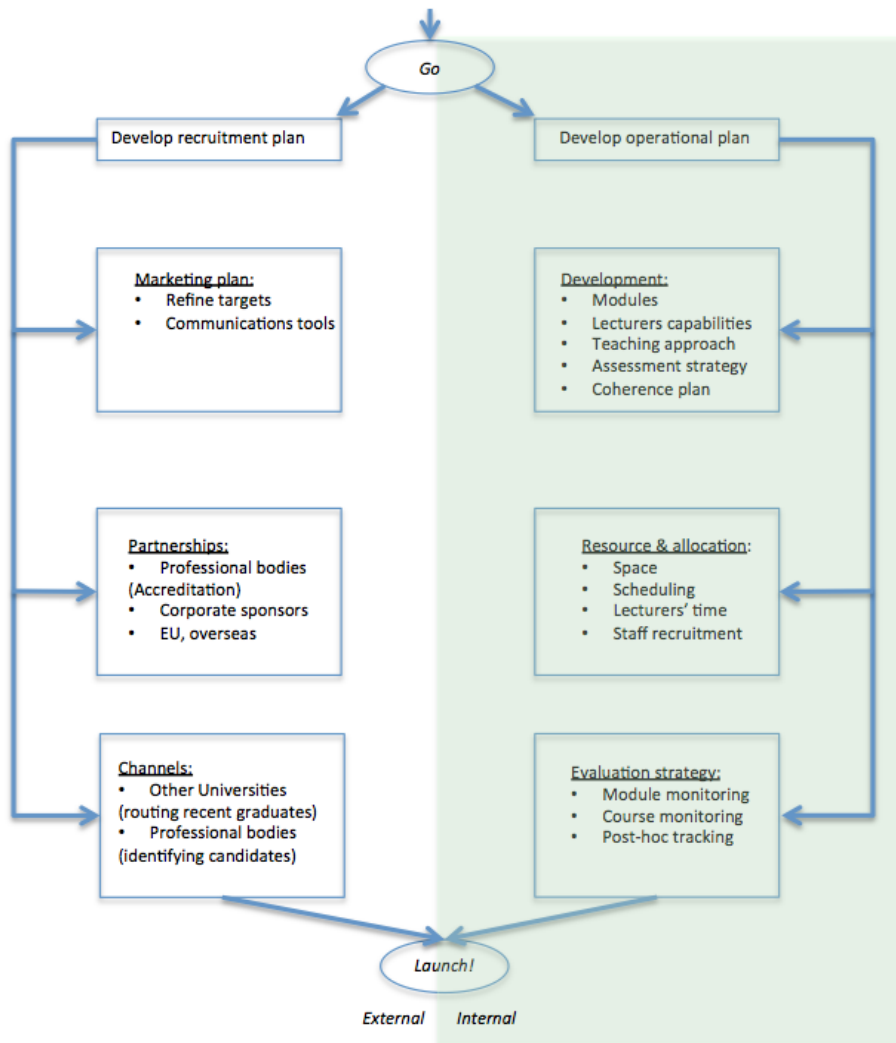 Go
Develop recruitment plan
Develop operational plan
Marketing plan:
• Refine targets
• Communications tools
Development:
• Modules
• Lecturers capabilities
• Teaching approach
• Assessment strategy
• Coherence plan
Partnerships:
• Professional bodies
(Accreditation)
• Corporate sponsors
• EU, overseas
Resource & allocation:
• Space
• Scheduling
• Lecturers’ time
• Staff recruitment
Channels:
• Other Universities
(routing recent graduates)
• Professional bodies
(identifying candidates)
Evaluation strategy:
• Module monitoring
• Course monitoring
• Post-hoc tracking
Launch!
External Internal